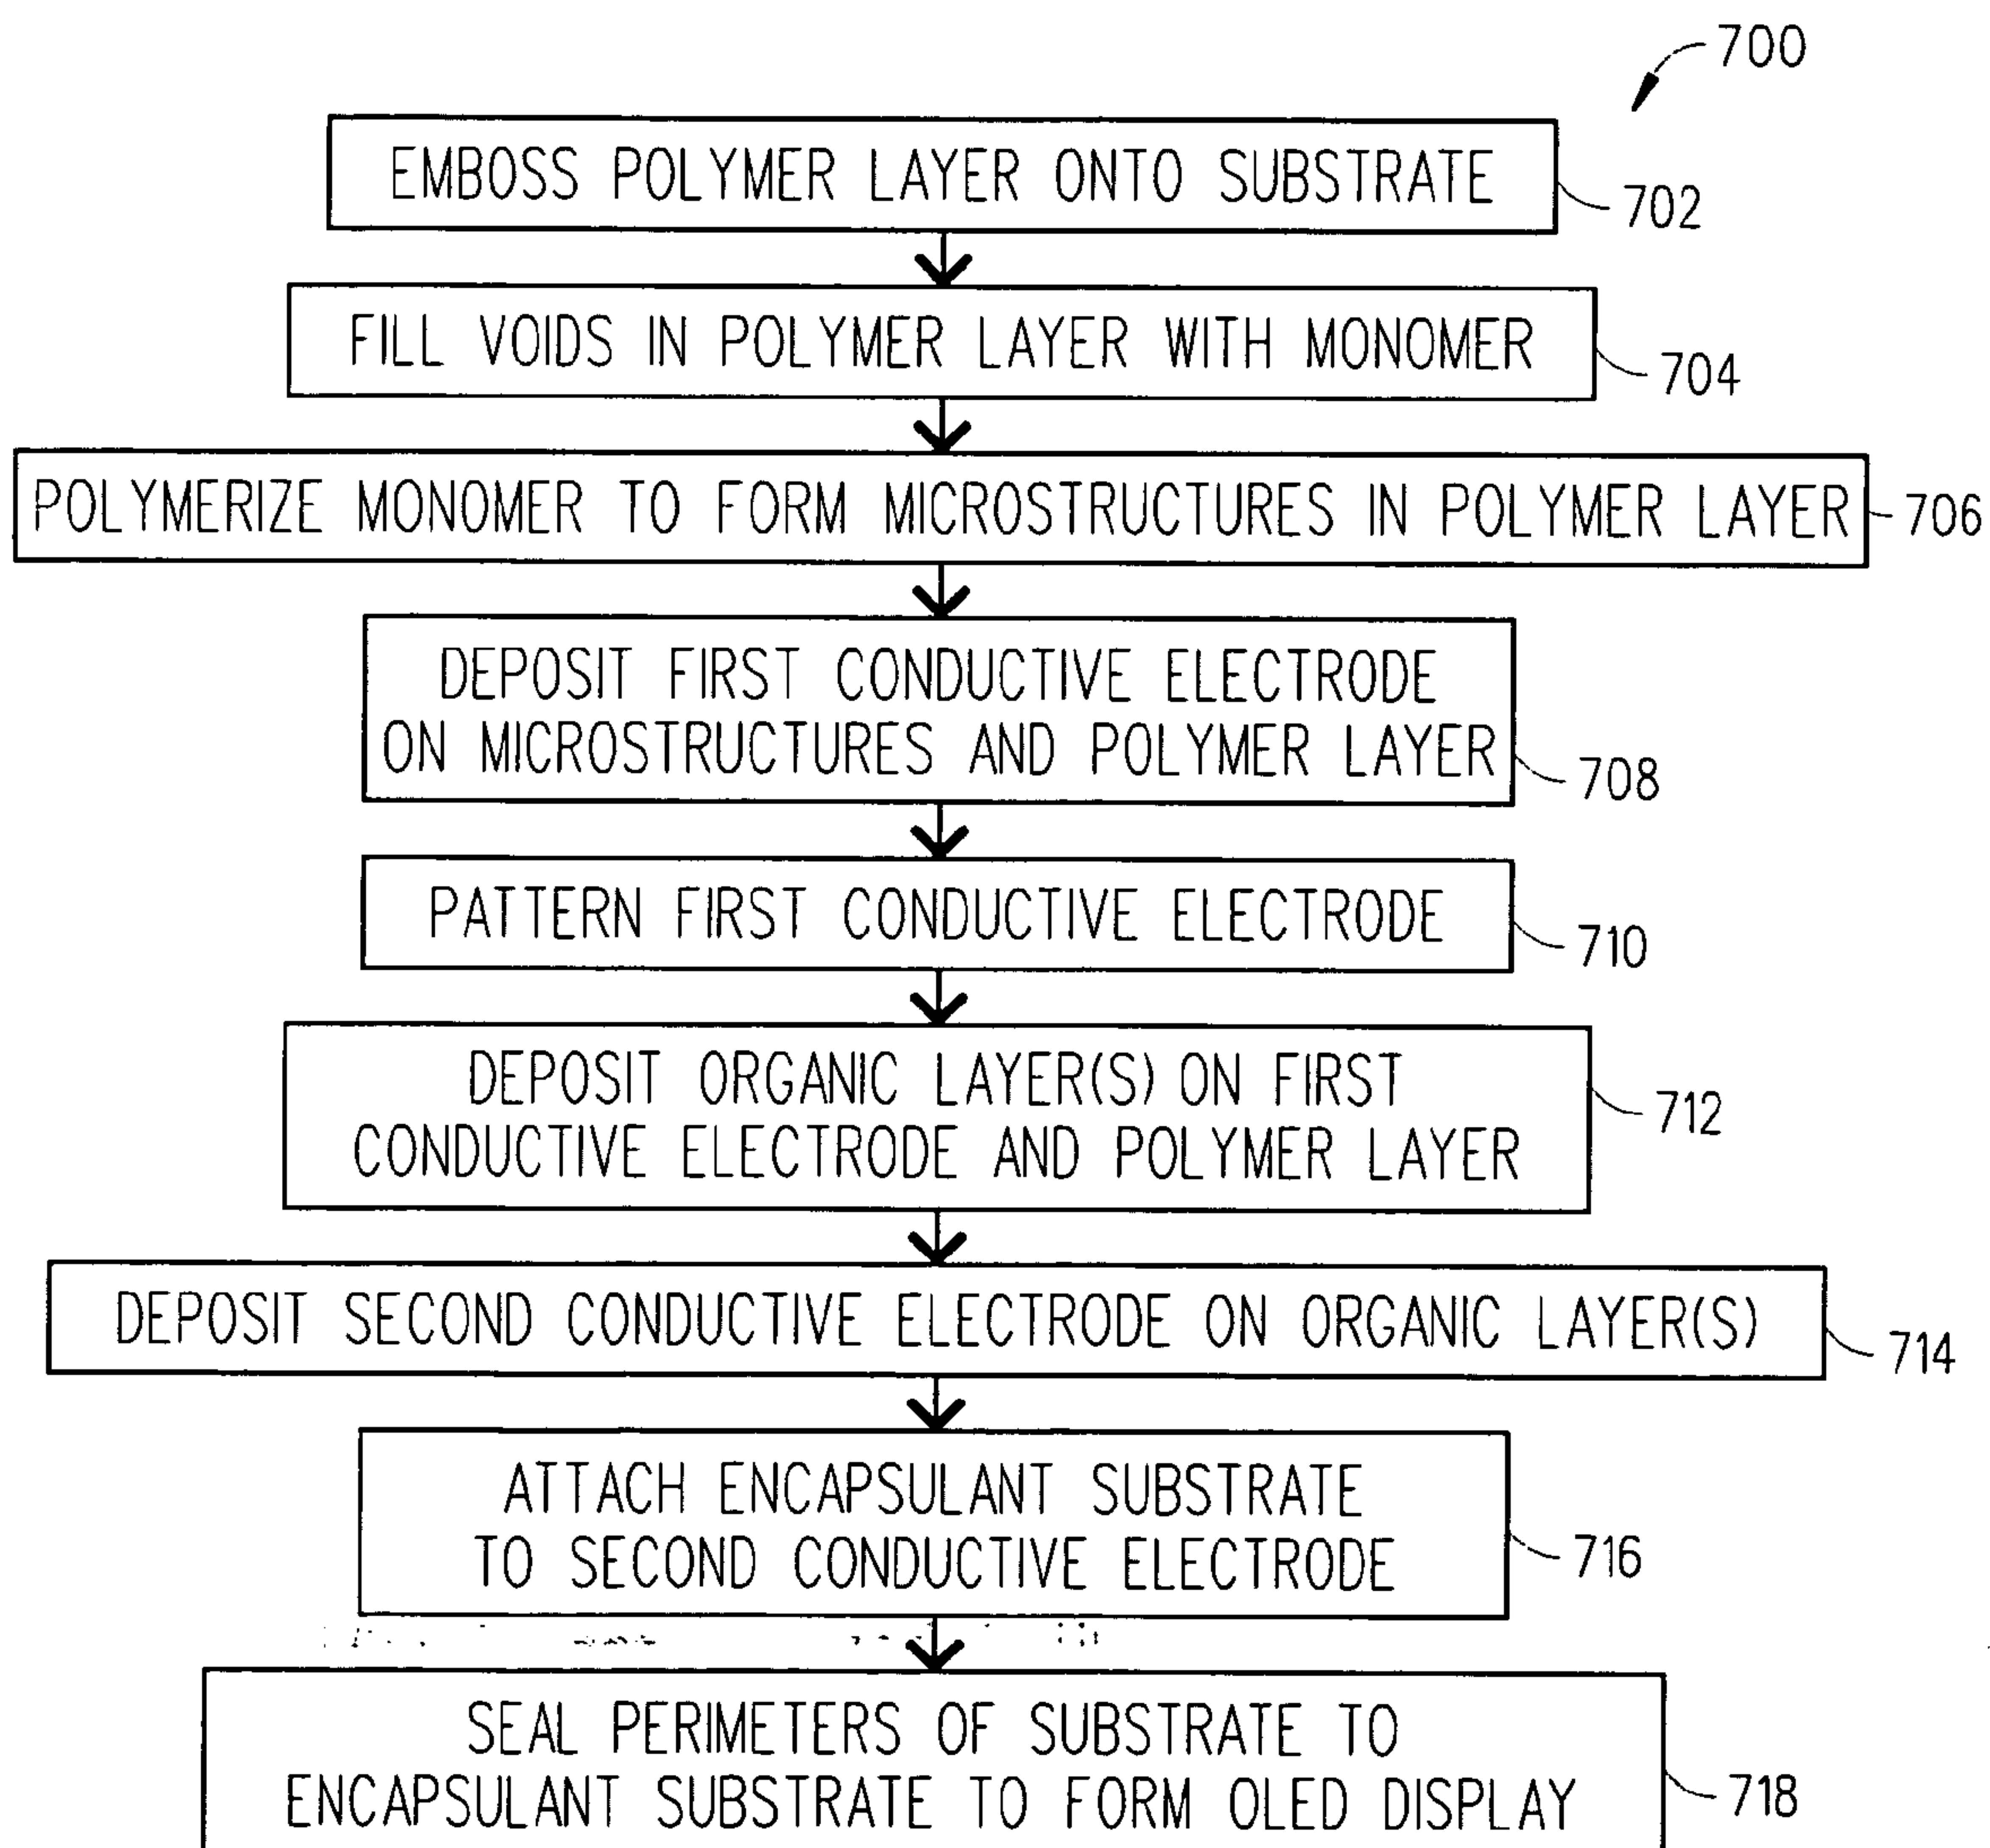 700
EMBOSS POLYMER LAYER ONTO SUBSTRATE
702
FILL VOIDS IN POLYMER LAYER WITH MONOMER
704
POLYMERIZE MONOMER TO FORM MICROSTRUCTURES IN POLYMER LAYER
706
DEPOSIT FIRST CONDUCTIVE ELECTRODE
ON MICROSTRUCTURES AND POLYMER LAYER
708
PATTERN FIRST CONDUCTIVE ELECTRODE
710
DEPOSIT ORGANIC LAYER(S) ON FIRST
CONDUCTIVE ELECTRODE AND POLYMER LAYER
712
DEPOSIT SECOND CONDUCTIVE ELECTRODE ON ORGANIC LAYER(S)
714
ATTACH ENCAPSULANT SUBSTRATE
TO SECOND CONDUCTIVE ELECTRODE
716
SEAL PERIMETERS OF SUBSTRATE TO
ENCAPSULANT SUBSTRATE TO FORM OLED DISPLAY
718